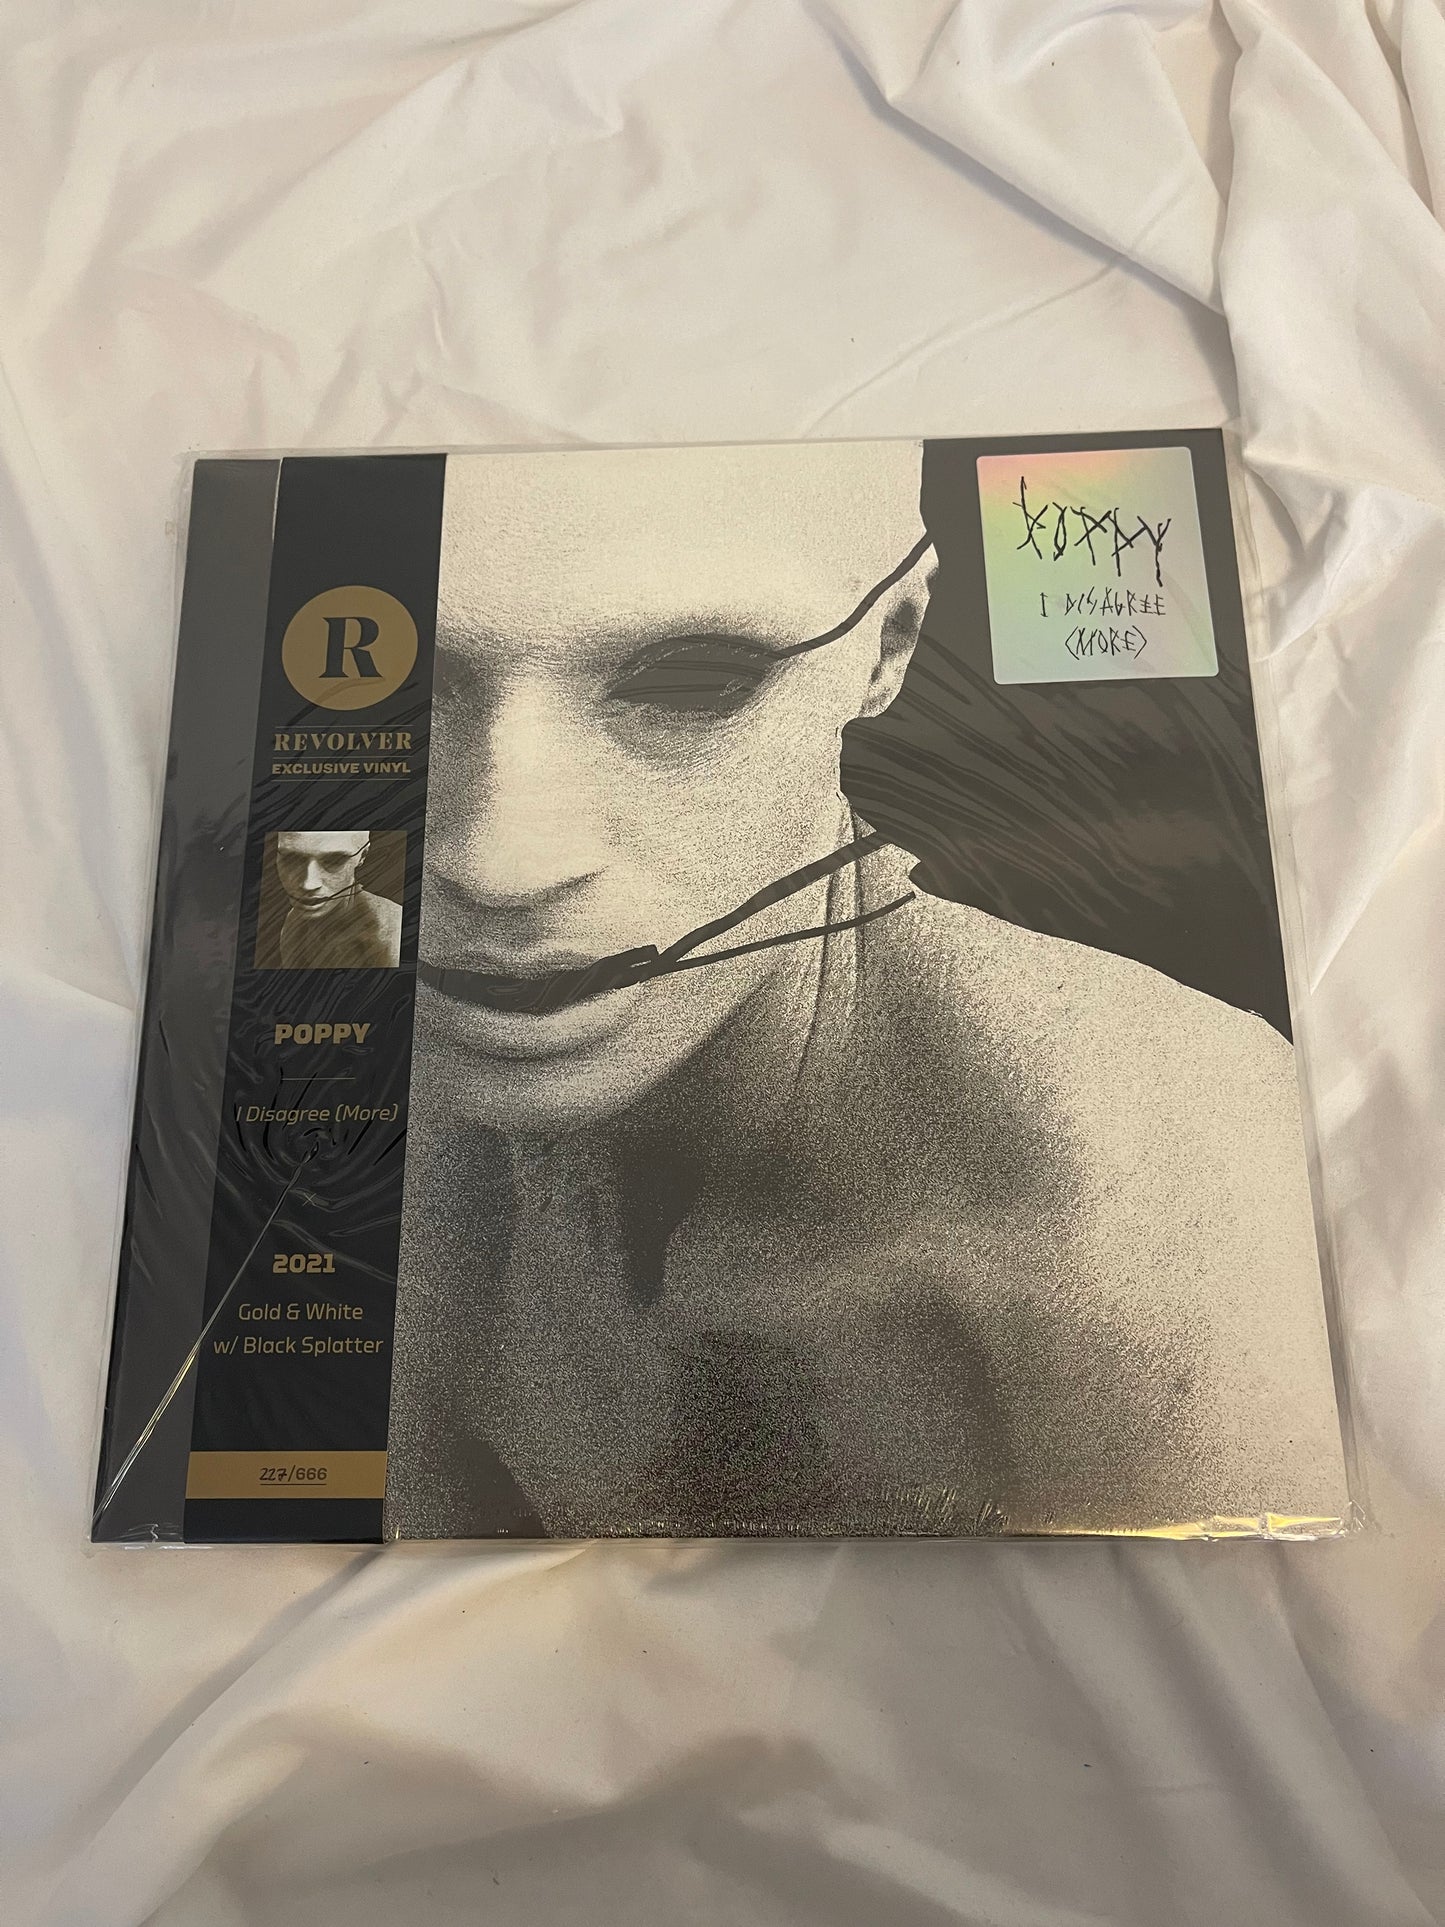 R
REVOLVER
EXCLUSIVE VINYL
POPPY
I Disagree (More)
X
2021
Gold & White
w/ Black Splatter
227/666
POPPY
I DISAGREE
(MORE)